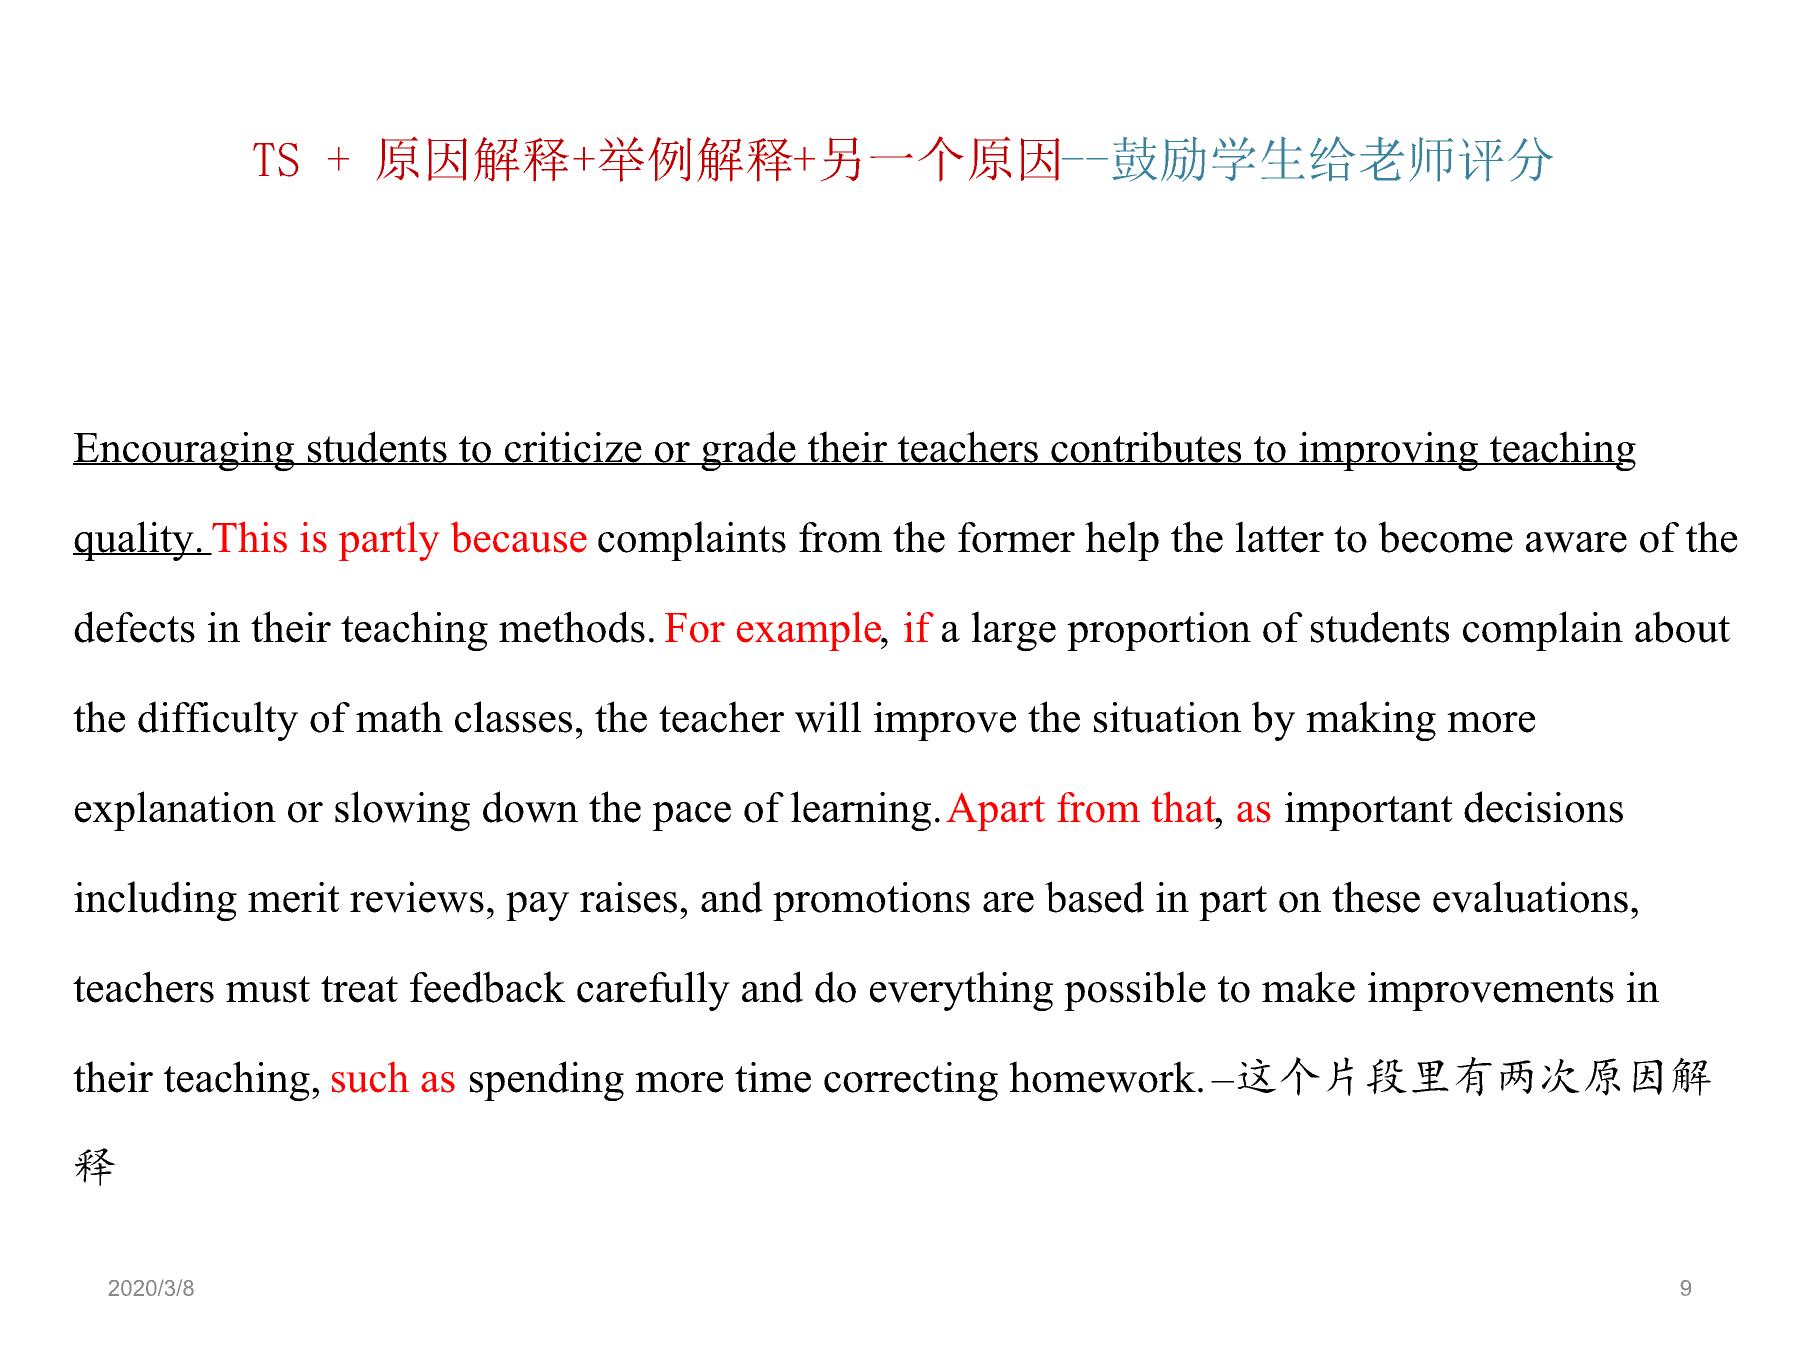 TS + 原因解释+举例解释+另一个原因--鼓励学生给老师评分
Encouraging students to criticize or grade their teachers contributes to improving teaching
quality. This is partly because complaints from the former help the latter to become aware of the
defects in their teaching methods. For example, if a large proportion of students complain about
the difficulty of math classes, the teacher will improve the situation by making more
explanation or slowing down the pace of learning. Apart from that, as important decisions
including merit reviews, pay raises, and promotions are based in part on these evaluations,
teachers must treat feedback carefully and do everything possible to make improvements in
their teaching, such as spending more time correcting homework. –这个片段里有两次原因解
释
2020/3/8
9